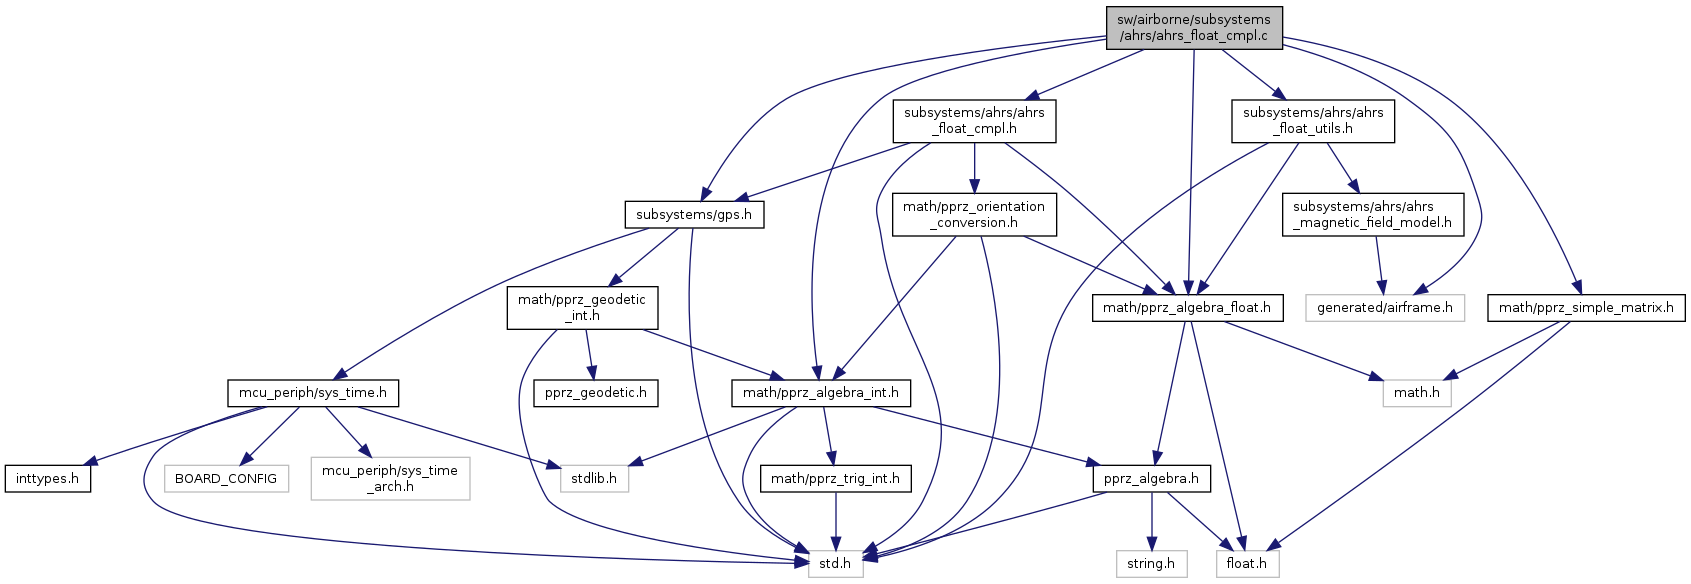 sw/airborne/subsystems
/ahrs/ahrs_float_cmpl.c
subsystems/ahrs/ahrs
_float_cmpl.h
subsystems/ahrs/ahrs
_float_utils.h
subsystems/gps.h
math/pprz_orientation
_conversion.h
subsystems/ahrs/ahrs
_magnetic_field_model.h
math/pprz_geodetic
_int.h
math/pprz_algebra_float.h
generated/airframe.h
math/pprz_simple_matrix.h
mcu_periph/sys_time.h
pprz_geodetic.h
math/pprz_algebra_int.h
math.h
inttypes.h
BOARD_CONFIG
mcu_periph/sys_time
_arch.h
stdlib.h
math/pprz_trig_int.h
pprz_algebra.h
std.h
string.h
float.h